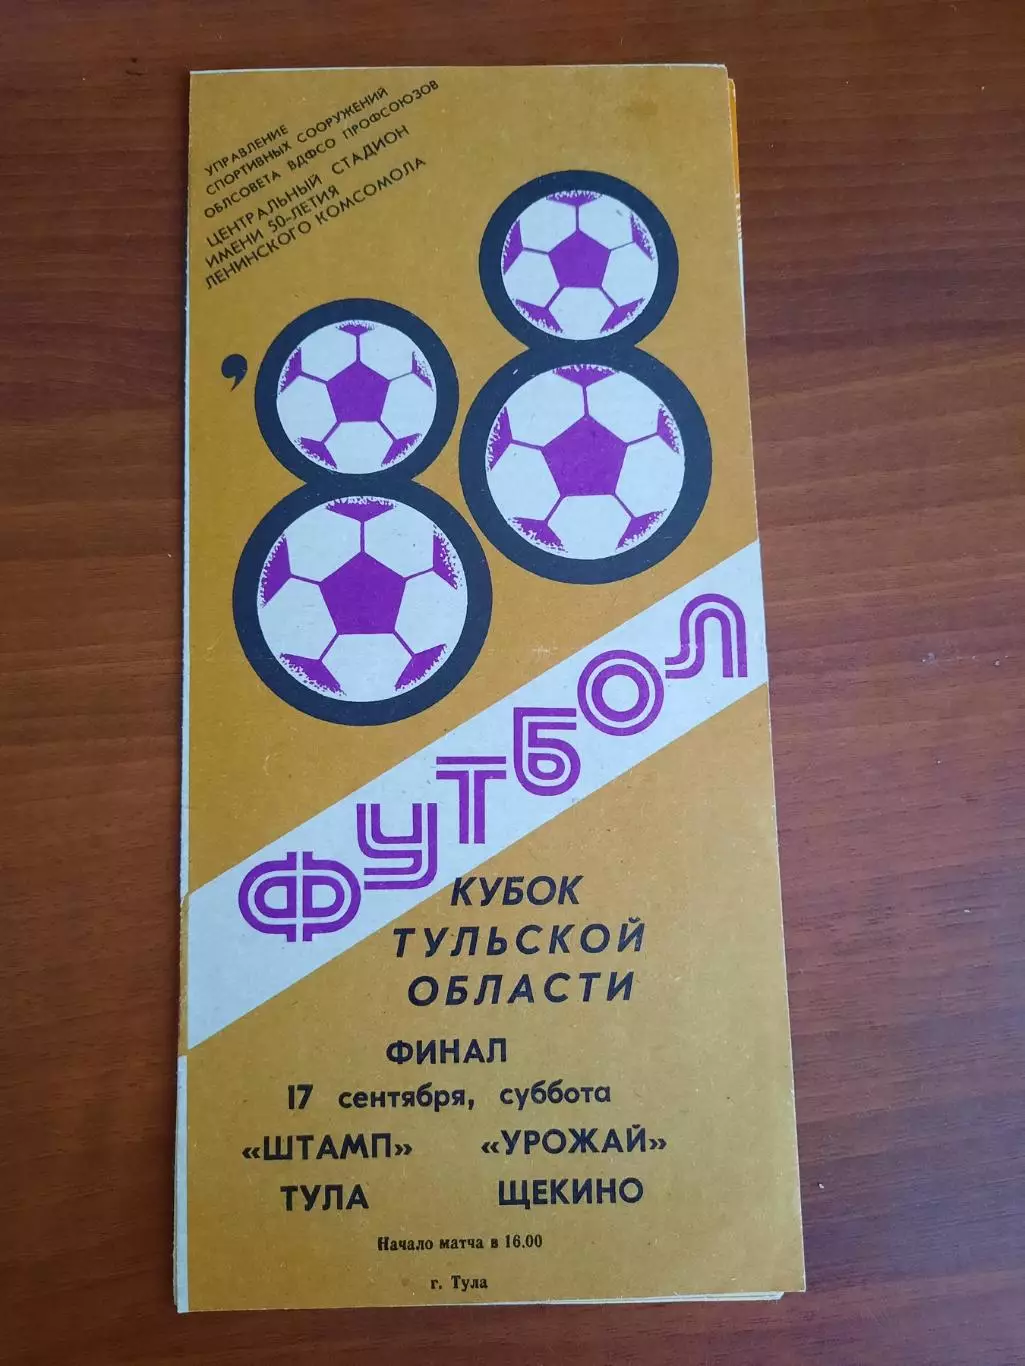 УПРАВЛЕНИЕ
СПОРТИВНЫХ СООРУЖЕНИЙ
ОБЛСОВЕТА ВДФСО ПРОФСОЮЗОВ
ЦЕНТРАЛЬНЫЙ СТАДИОН
ИМЕНИ 50-ЛЕТИЯ
ЛЕНИНСКОГО КОМСОМОЛА
'88
ФУТБОЛ
КУБОК
ТУЛЬСКОЙ
ОБЛАСТИ
ФИНАЛ
17 сентября, суббота
«ШТАМП» «УРОЖАЙ»
ТУЛА ЩЕКИНО
Начало матча в 16.00
г. Тула